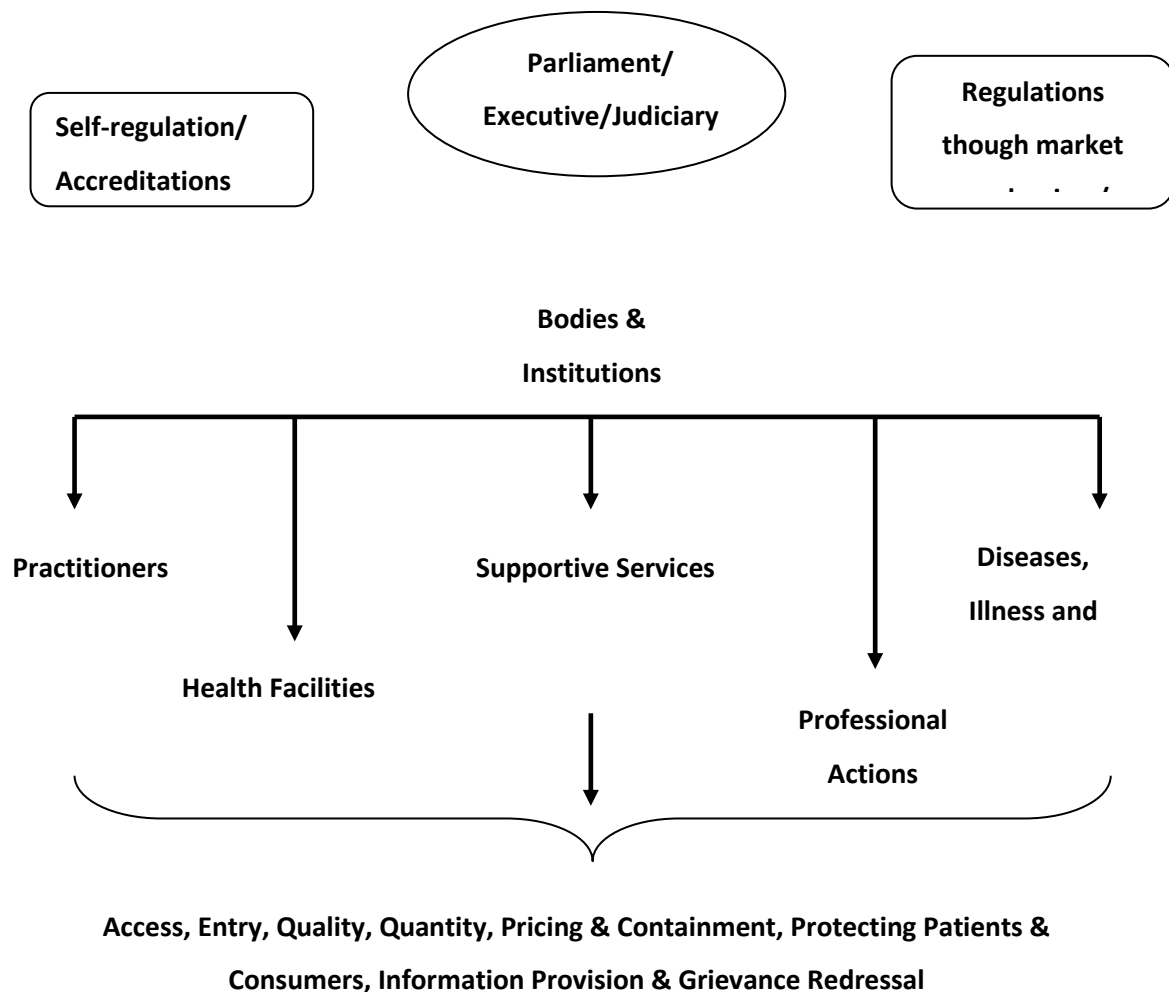 Parliament/
Executive/Judiciary
Self-regulation/
Accreditations
Regulations
though market
Bodies &
Institutions
Practitioners
Supportive Services
Diseases,
Illness and
Health Facilities
Professional
Actions
Access, Entry, Quality, Quantity, Pricing & Containment, Protecting Patients &
Consumers, Information Provision & Grievance Redressal